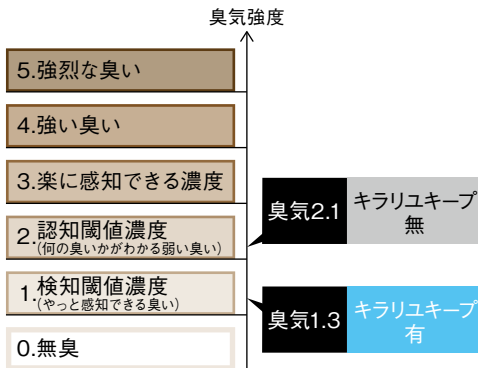 臭気強度
5.強烈な臭い
4.強い臭い
3.楽に感知できる濃度
2.認知閾値濃度
(何の臭いかがわかる弱い臭い)
1.検知閾値濃度
(やっと感知できる臭い)
0.無臭
臭気2.1
キラリユキープ
無
臭気1.3
キラリユキープ
有